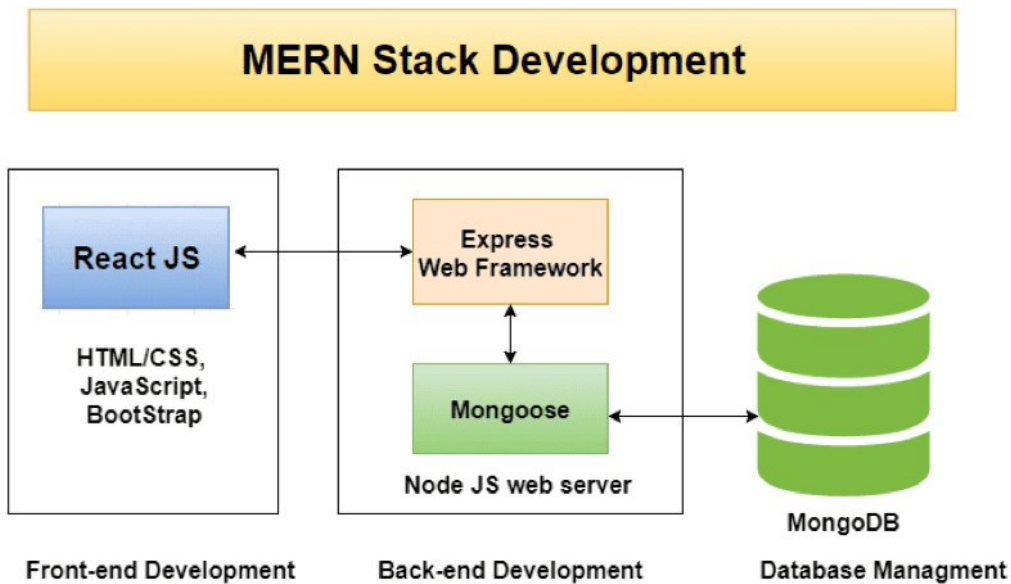 MERN Stack Development
React JS
HTML/CSS,
JavaScript,
BootStrap
Front-end Development
Express
Web Framework
Mongoose
Node JS web server
Back-end Development
MongoDB
Database Managment